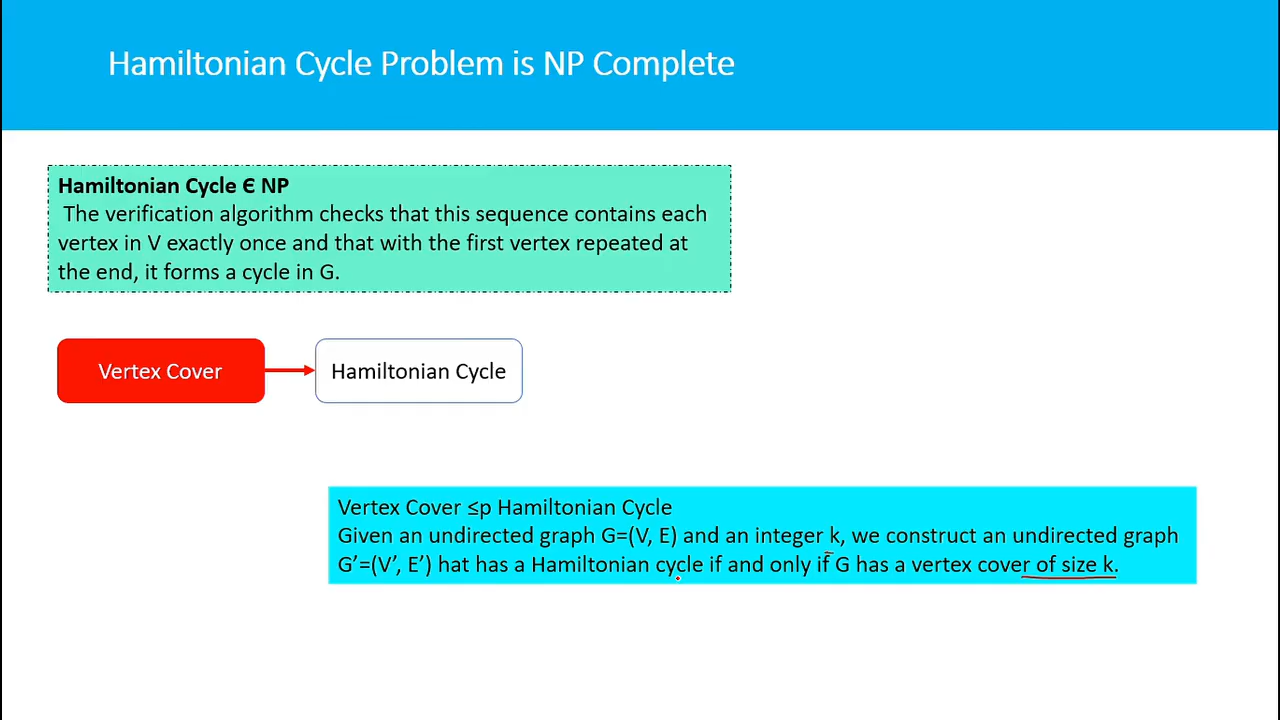 Hamiltonian Cycle Problem is NP Complete
Hamiltonian Cycle Є NP
The verification algorithm checks that this sequence contains each
vertex in V exactly once and that with the first vertex repeated at
the end, it forms a cycle in G.
Vertex Cover
Hamiltonian Cycle
Vertex Cover ≤p Hamiltonian Cycle
Given an undirected graph G=(V, E) and an integer k, we construct an undirected graph
G’=(V’, E’) hat has a Hamiltonian cycle if and only if G has a vertex cover of size k.